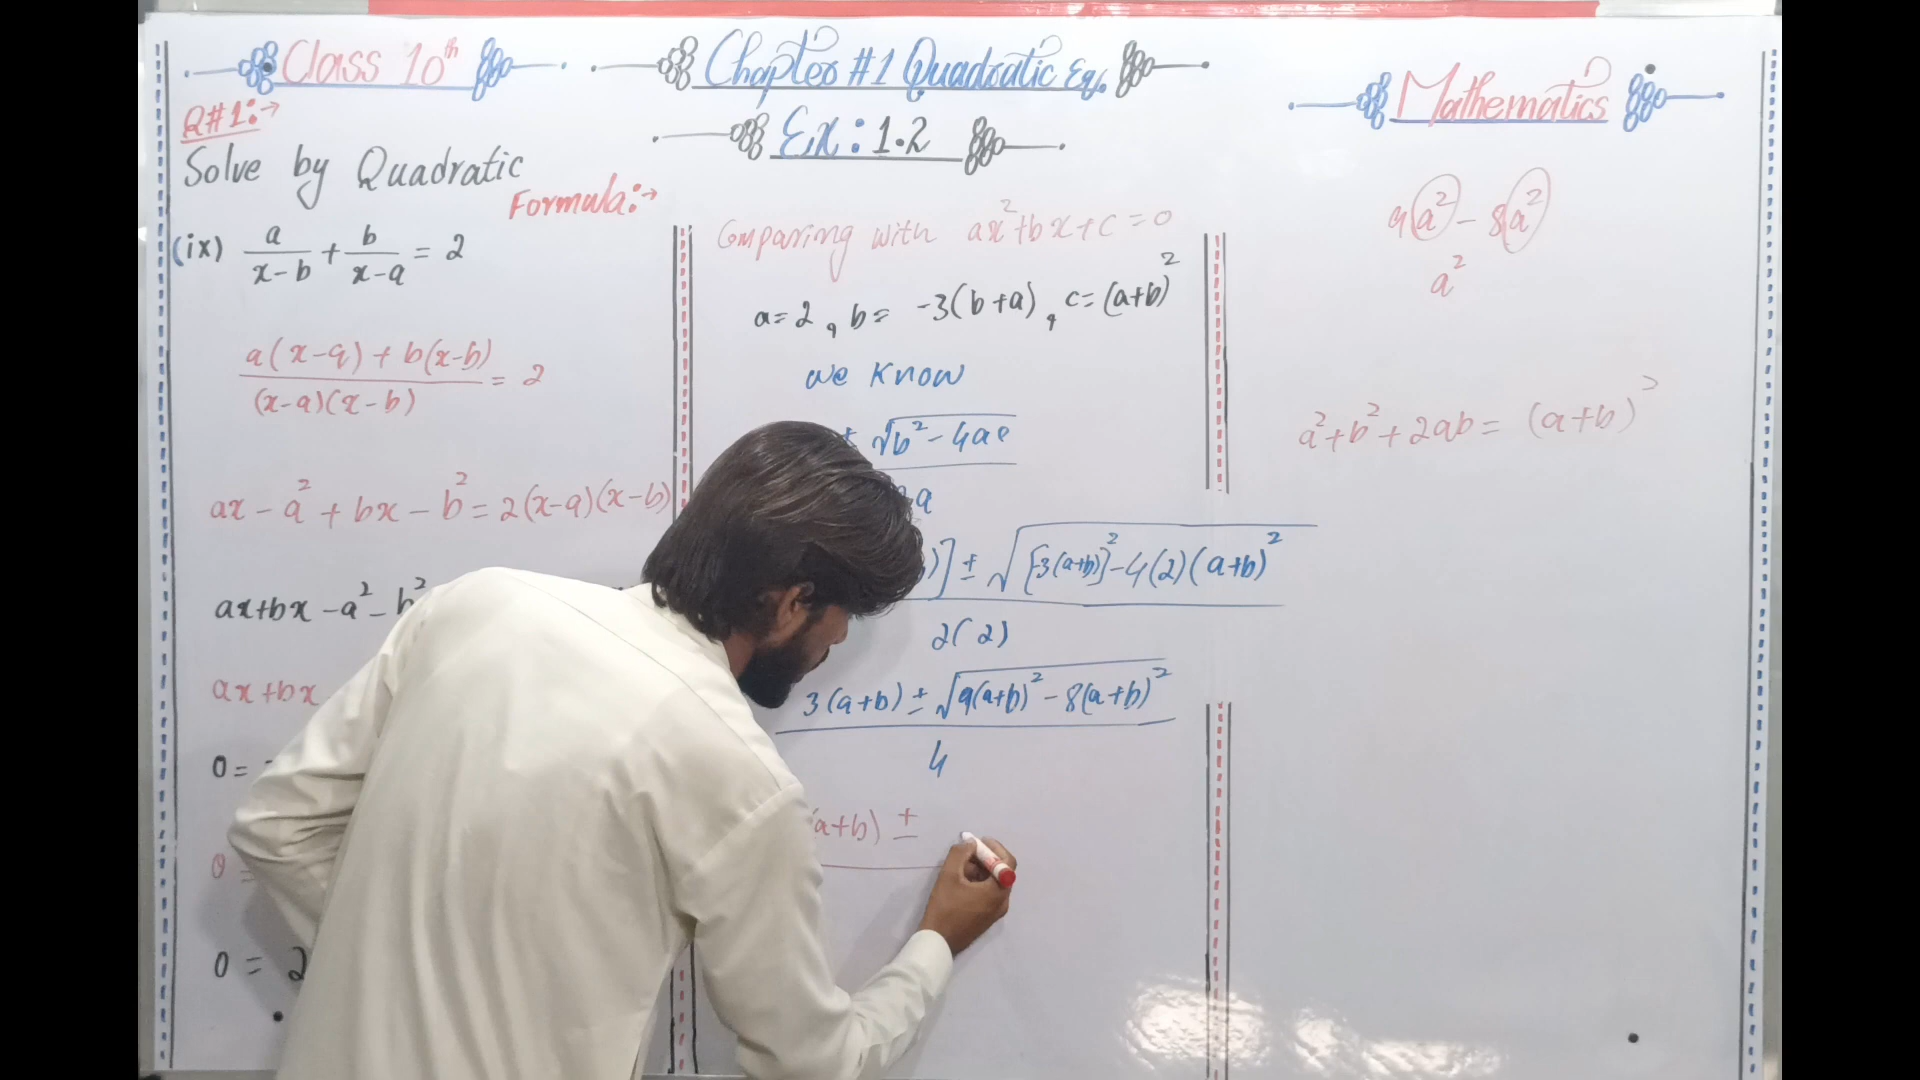 Class 10th
Chapter #1 Quadratic Eq.
Mathematics
Ex: 1.2
Q#1:→
Solve by Quadratic
Formula:→
(ix) a/(x-b) + b/(x-a) = 2
(a(x-a) + b(x-b))/((x-a)(x-b)) = 2
ax - a² + bx - b² = 2(x-a)(x-b)
ax+bx - a² - b²
ax+bx
0 =
0 =
0 = 2
Comparing with ax²+bx+c=0
a=2, b= -3(b+a), c=(a+b)²
we know
± √(b² - 4ac)
a
)] ± √([-3(a+b)]² - 4(2)(a+b)²)
2(2)
3(a+b) ± √(9(a+b)² - 8(a+b)²)
4
(a+b) ±
9a² - 8a²
a²
a²+b²+2ab = (a+b)²